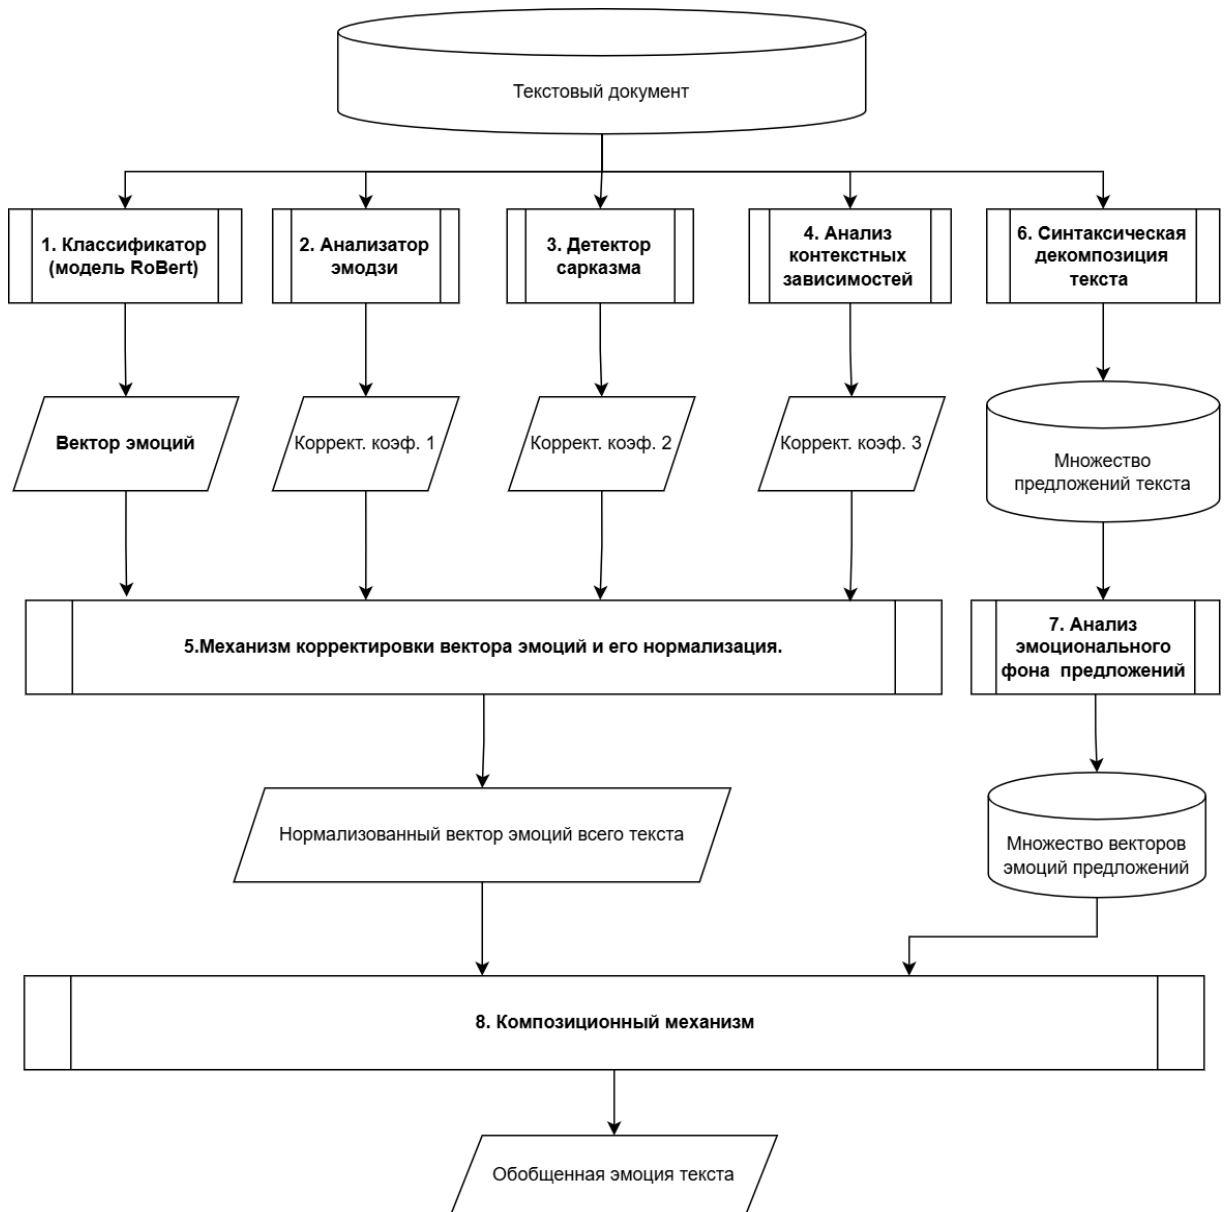 Текстовый документ
1. Классификатор
(модель RoBert)
2. Анализатор
эмодзи
3. Детектор
сарказма
4. Анализ
контекстных
зависимостей
6. Синтаксическая
декомпозиция
текста
Вектор эмоций
Коррект. коэф. 1
Коррект. коэф. 2
Коррект. коэф. 3
Множество
предложений текста
5.Механизм корректировки вектора эмоций и его нормализация.
7. Анализ
эмоционального
фона предложений
Нормализованный вектор эмоций всего текста
Множество векторов
эмоций предложений
8. Композиционный механизм
Обобщенная эмоция текста